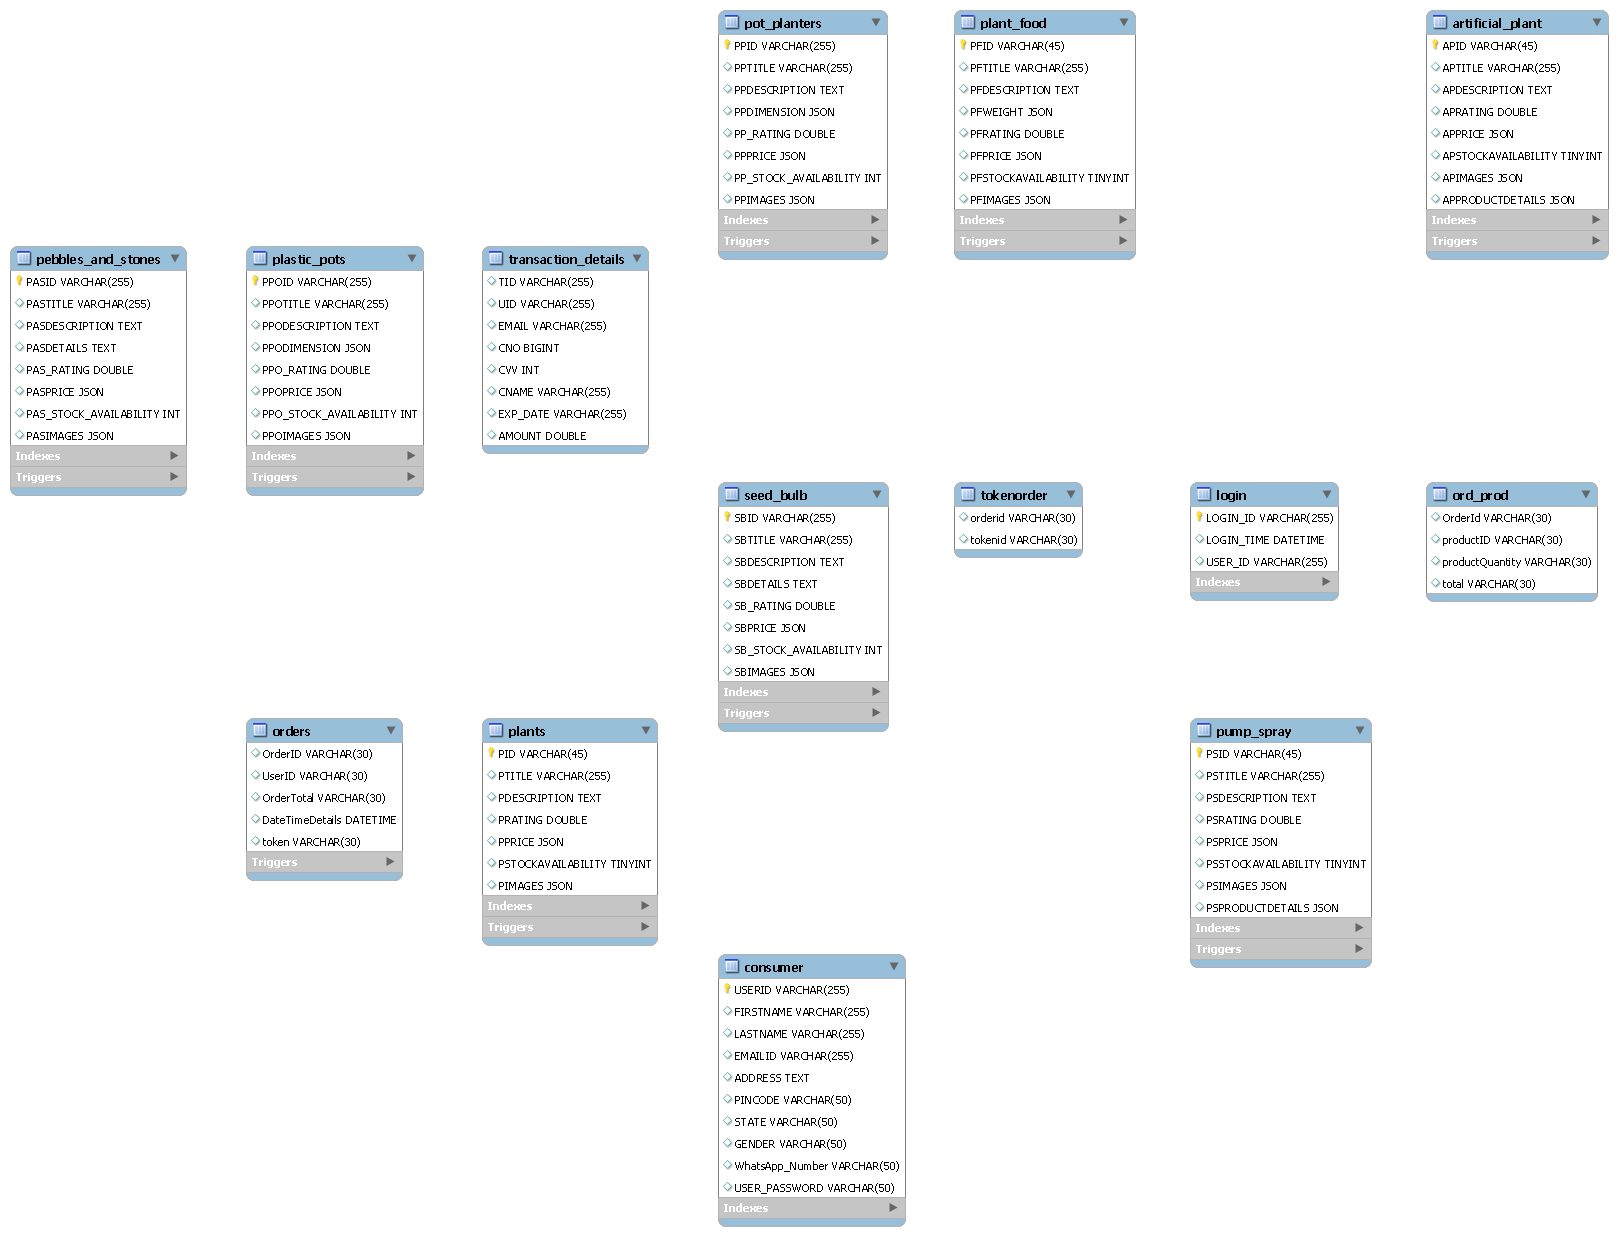 pot_planters
PPID VARCHAR(255)
PPTITLE VARCHAR(255)
PPDESCRIPTION TEXT
PPDIMENSION JSON
PP_RATING DOUBLE
PPPRICE JSON
PP_STOCK_AVAILABILITY INT
PPIMAGES JSON
Indexes
Triggers
plant_food
PFID VARCHAR(45)
PFTITLE VARCHAR(255)
PFDESCRIPTION TEXT
PFWEIGHT JSON
PFRATING DOUBLE
PFPRICE JSON
PFSTOCKAVAILABILITY TINYINT
PFIMAGES JSON
Indexes
Triggers
artificial_plant
APID VARCHAR(45)
APTITLE VARCHAR(255)
APDESCRIPTION TEXT
APRATING DOUBLE
APPRICE JSON
APSTOCKAVAILABILITY TINYINT
APIMAGES JSON
APPRODUCTDETAILS JSON
Indexes
Triggers
pebbles_and_stones
PASID VARCHAR(255)
PASTITLE VARCHAR(255)
PASDESCRIPTION TEXT
PASDETAILS TEXT
PAS_RATING DOUBLE
PASPRICE JSON
PAS_STOCK_AVAILABILITY INT
PASIMAGES JSON
Indexes
Triggers
plastic_pots
PPOID VARCHAR(255)
PPOTITLE VARCHAR(255)
PPODESCRIPTION TEXT
PPODIMENSION JSON
PPO_RATING DOUBLE
PPOPRICE JSON
PPO_STOCK_AVAILABILITY INT
PPOIMAGES JSON
Indexes
Triggers
transaction_details
TID VARCHAR(255)
UID VARCHAR(255)
EMAIL VARCHAR(255)
CNO BIGINT
CVV INT
CNAME VARCHAR(255)
EXP_DATE VARCHAR(255)
AMOUNT DOUBLE
seed_bulb
SBID VARCHAR(255)
SBTITLE VARCHAR(255)
SBDESCRIPTION TEXT
SBDETAILS TEXT
SB_RATING DOUBLE
SBPRICE JSON
SB_STOCK_AVAILABILITY INT
SBIMAGES JSON
Indexes
Triggers
tokenorder
orderid VARCHAR(30)
tokenid VARCHAR(30)
login
LOGIN_ID VARCHAR(255)
LOGIN_TIME DATETIME
USER_ID VARCHAR(255)
Indexes
ord_prod
OrderId VARCHAR(30)
productID VARCHAR(30)
productQuantity VARCHAR(30)
total VARCHAR(30)
orders
OrderID VARCHAR(30)
UserID VARCHAR(30)
OrderTotal VARCHAR(30)
DateTimeDetails DATETIME
token VARCHAR(30)
Triggers
plants
PID VARCHAR(45)
PTITLE VARCHAR(255)
PDESCRIPTION TEXT
PRATING DOUBLE
PPRICE JSON
PSTOCKAVAILABILITY TINYINT
PIMAGES JSON
Indexes
Triggers
pump_spray
PSID VARCHAR(45)
PSTITLE VARCHAR(255)
PSDESCRIPTION TEXT
PSRATING DOUBLE
PSPRICE JSON
PSSTOCKAVAILABILITY TINYINT
PSIMAGES JSON
PSPRODUCTDETAILS JSON
Indexes
Triggers
consumer
USERID VARCHAR(255)
FIRSTNAME VARCHAR(255)
LASTNAME VARCHAR(255)
EMAILID VARCHAR(255)
ADDRESS TEXT
PINCODE VARCHAR(50)
STATE VARCHAR(50)
GENDER VARCHAR(50)
WhatsApp_Number VARCHAR(50)
USER_PASSWORD VARCHAR(50)
Indexes